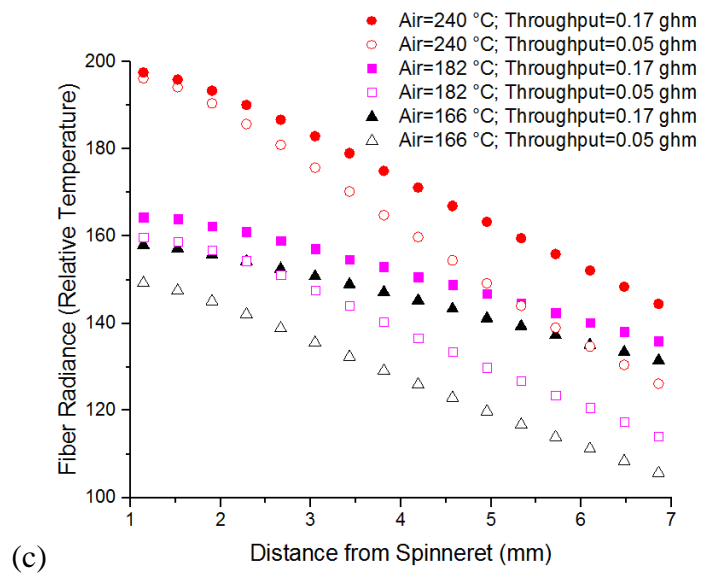 Air=240 °C; Throughput=0.17 ghm
Air=240 °C; Throughput=0.05 ghm
Air=182 °C; Throughput=0.17 ghm
Air=182 °C; Throughput=0.05 ghm
Air=166 °C; Throughput=0.17 ghm
Air=166 °C; Throughput=0.05 ghm
Fiber Radiance (Relative Temperature)
200
180
160
140
120
100
1 2 3 4 5 6 7
Distance from Spinneret (mm)
(c)